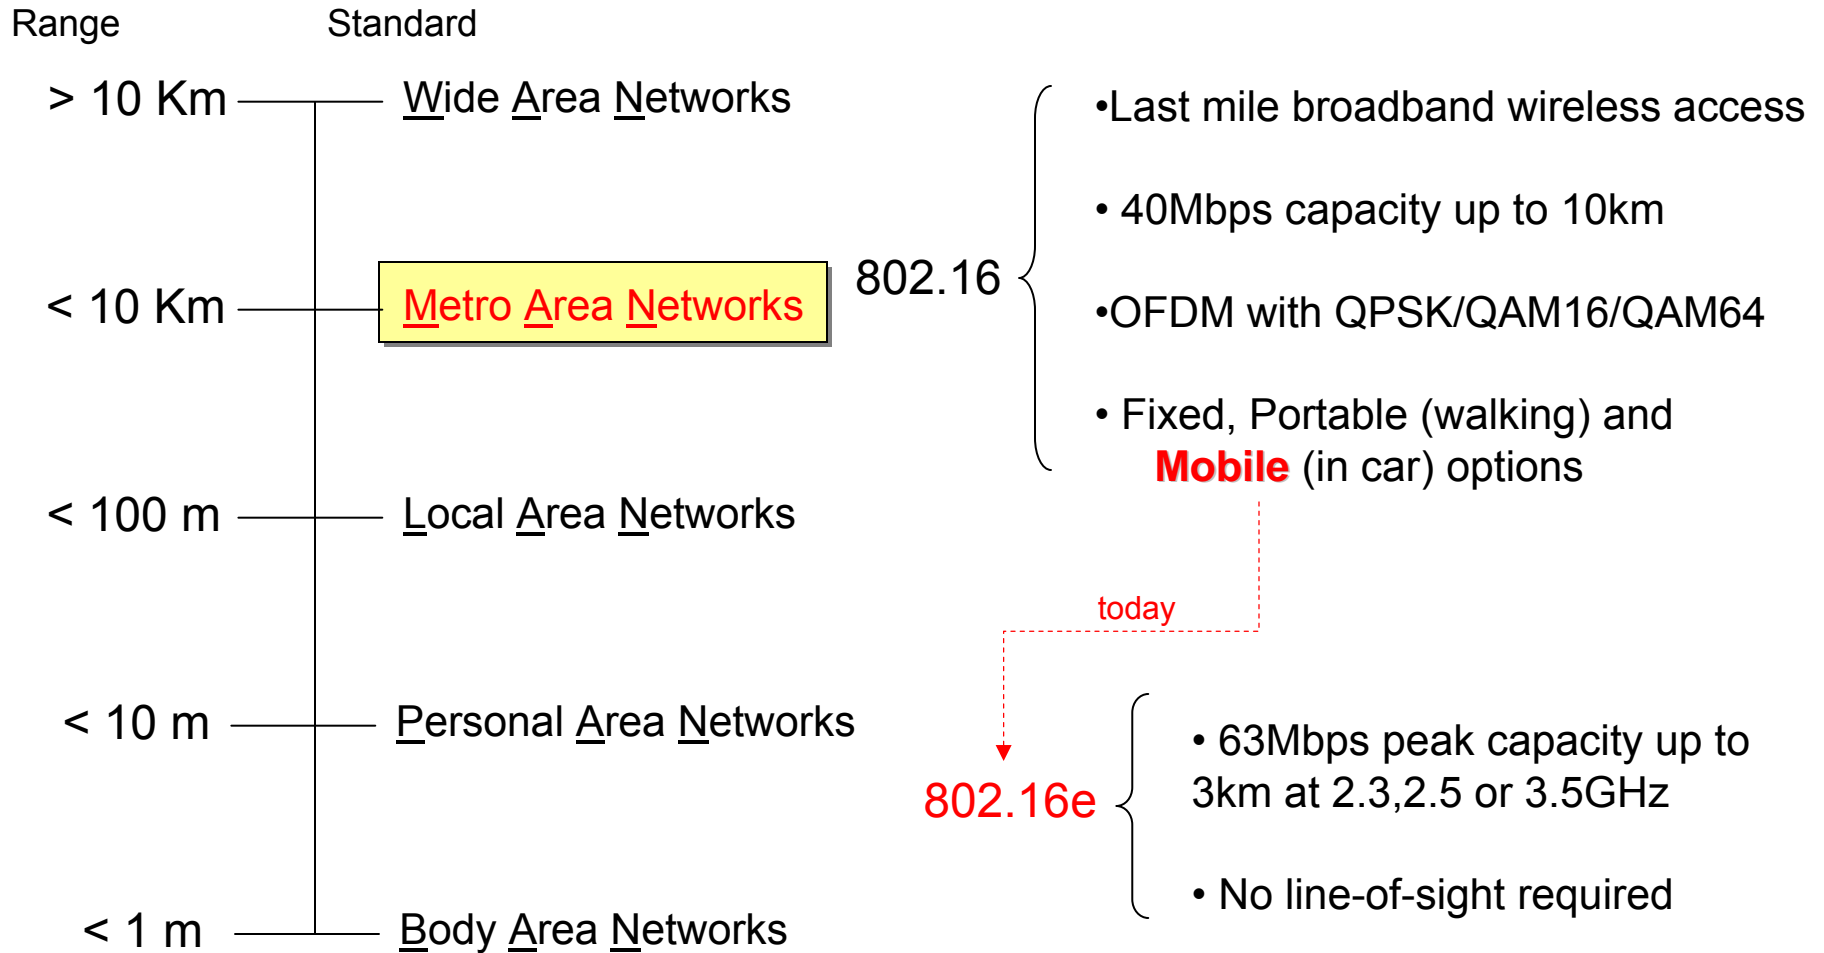 Range Standard
> 10 Km Wide Area Networks
< 10 Km Metro Area Networks
< 100 m Local Area Networks
< 10 m Personal Area Networks
< 1 m Body Area Networks
802.16
•Last mile broadband wireless access
• 40Mbps capacity up to 10km
•OFDM with QPSK/QAM16/QAM64
• Fixed, Portable (walking) and
Mobile (in car) options
today
802.16e
• 63Mbps peak capacity up to
3km at 2.3,2.5 or 3.5GHz
• No line-of-sight required